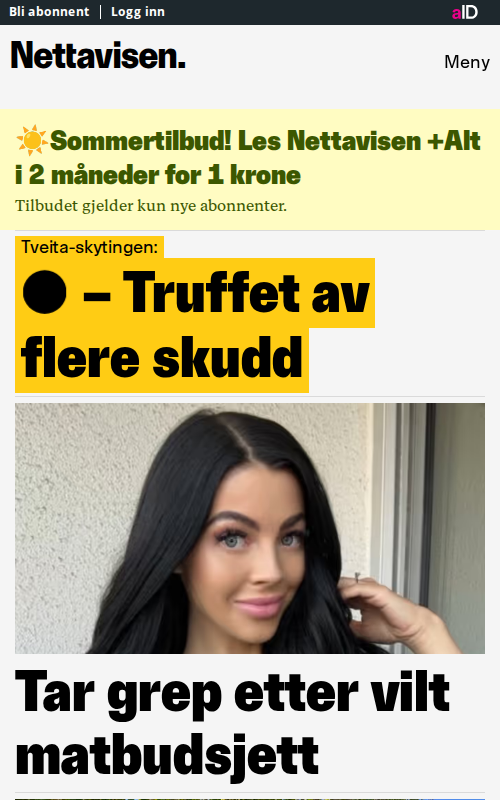 Bli abonnent | Logg inn
aID
Nettavisen.
Meny
☀️Sommertilbud! Les Nettavisen +Alt
i 2 måneder for 1 krone
Tilbudet gjelder kun nye abonnenter.
Tveita-skytingen:
● – Truffet av
flere skudd
Tar grep etter vilt
matbudsjett